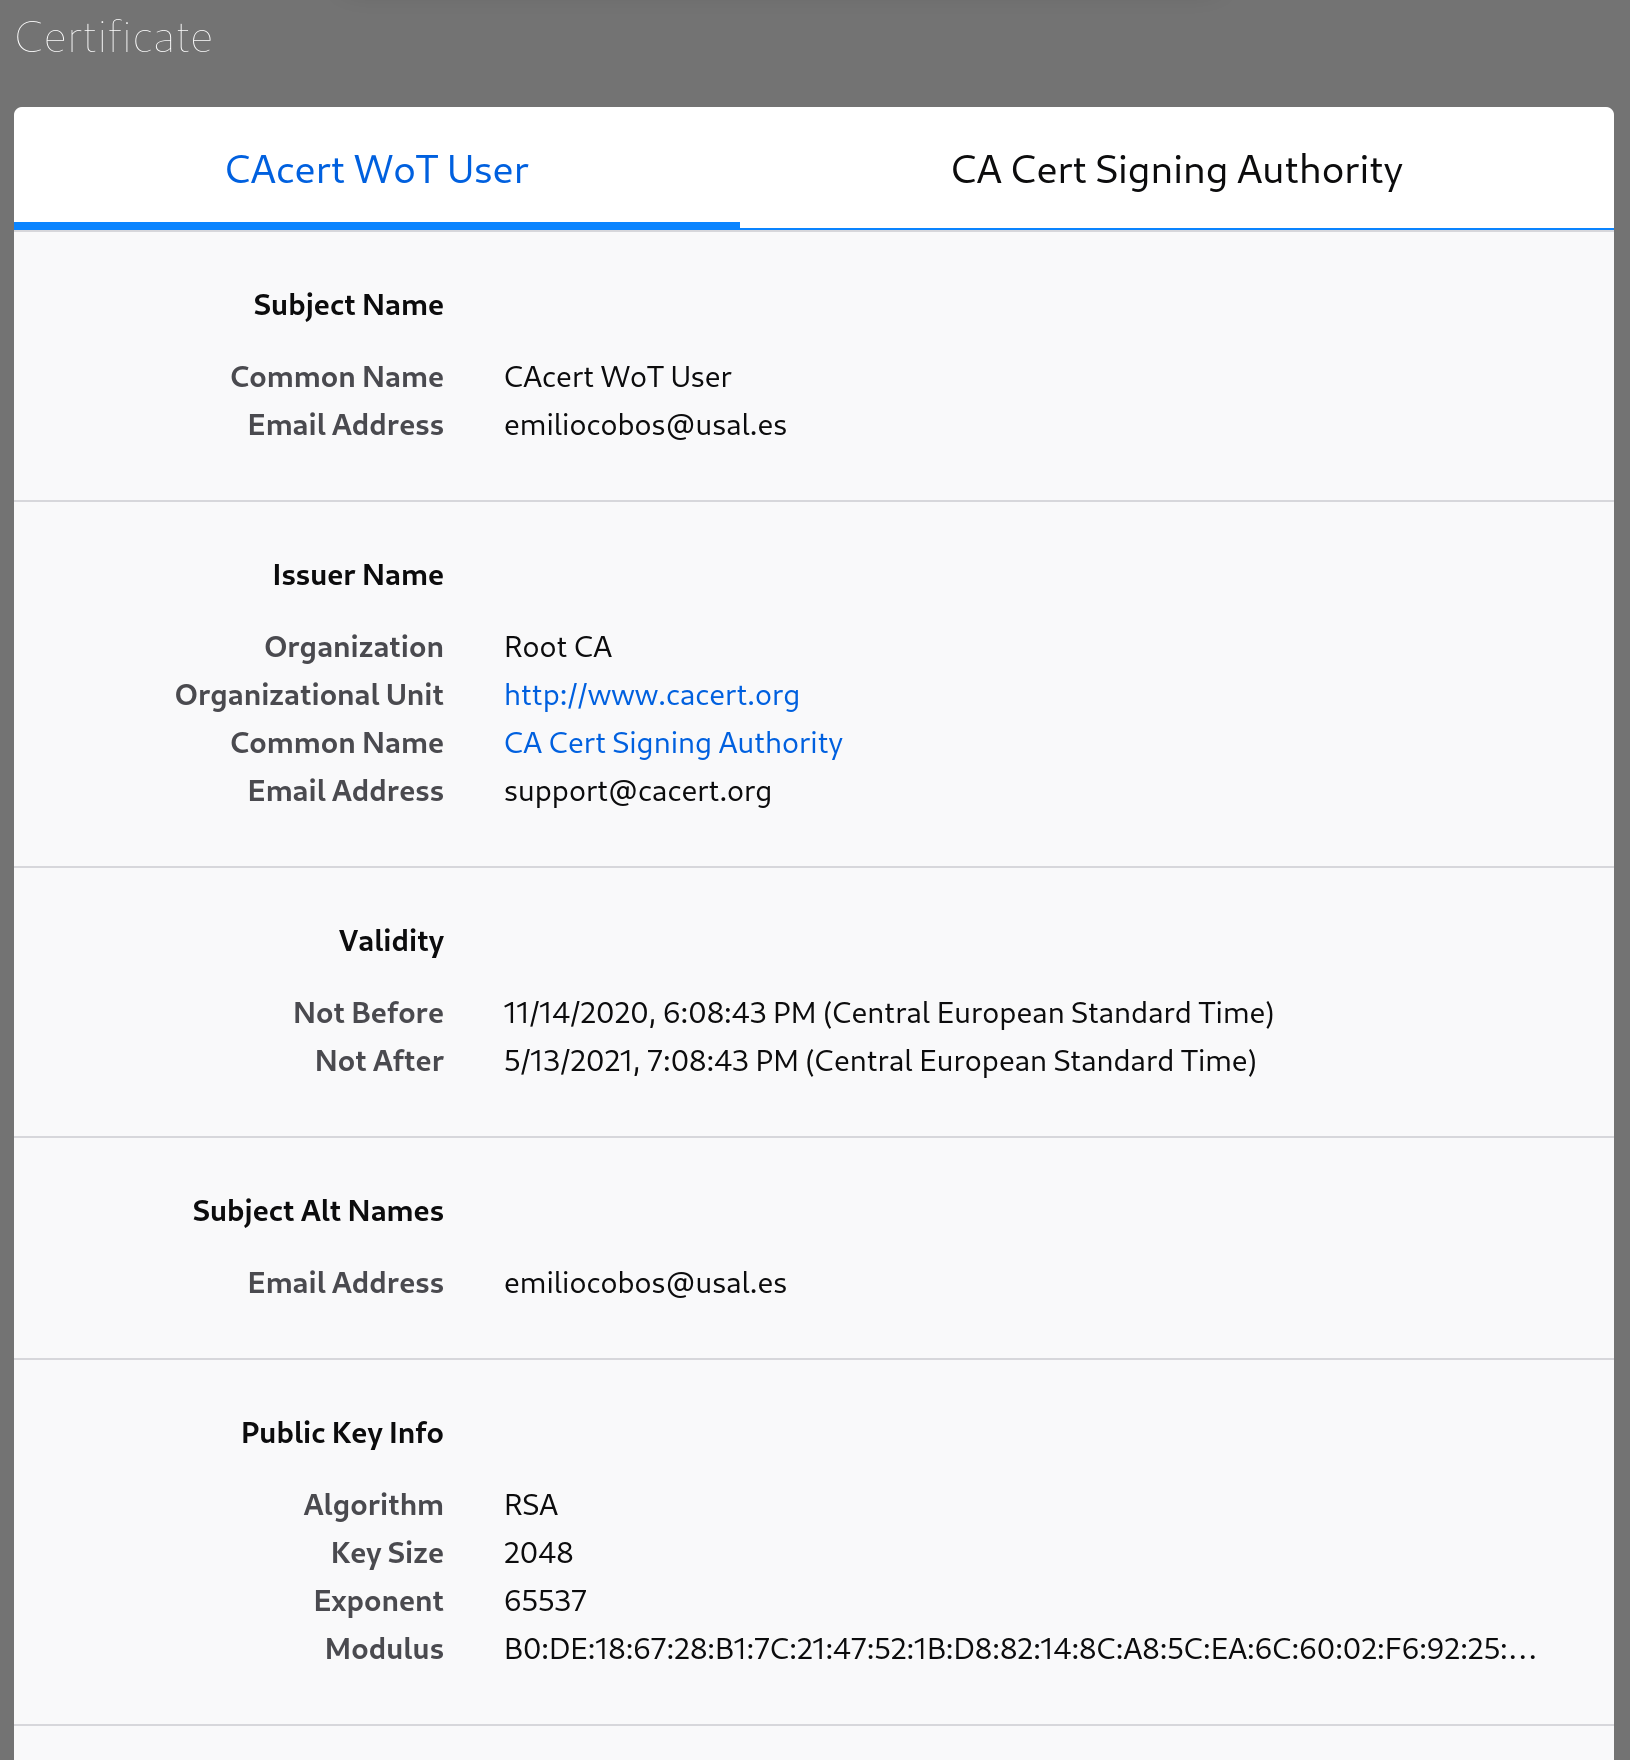 Certificate
CAcert WoT User
CA Cert Signing Authority
Subject Name
Common Name CAcert WoT User
Email Address emiliocobos@usal.es
Issuer Name
Organization Root CA
Organizational Unit http://www.cacert.org
Common Name CA Cert Signing Authority
Email Address support@cacert.org
Validity
Not Before 11/14/2020, 6:08:43 PM (Central European Standard Time)
Not After 5/13/2021, 7:08:43 PM (Central European Standard Time)
Subject Alt Names
Email Address emiliocobos@usal.es
Public Key Info
Algorithm RSA
Key Size 2048
Exponent 65537
Modulus B0:DE:18:67:28:B1:7C:21:47:52:1B:D8:82:14:8C:A8:5C:EA:6C:60:02:F6:92:25:…